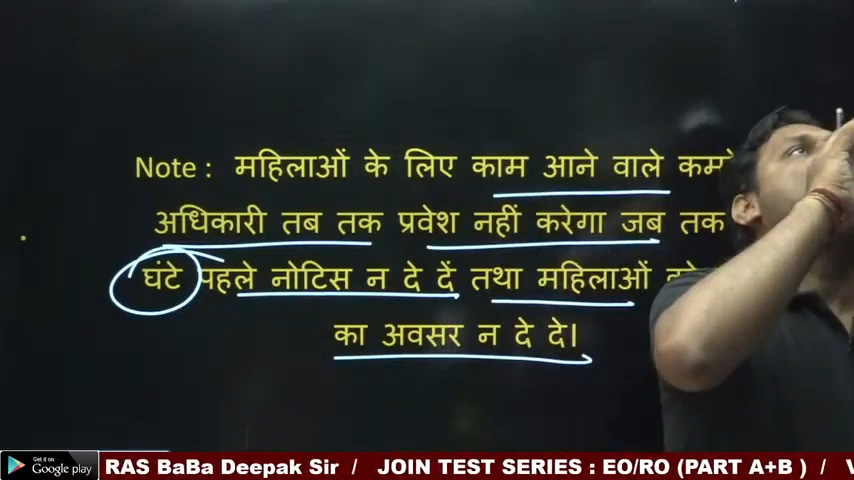 Note : महिलाओं के लिए काम आने वाले
अधिकारी तब तक प्रवेश नहीं करेगा जब तक
घंटे पहले नोटिस न दे दें तथा महिलाओं
का अवसर न दे दे।
Get it on
Google play
RAS BaBa Deepak Sir / JOIN TEST SERIES : EO/RO (PART A+B ) /